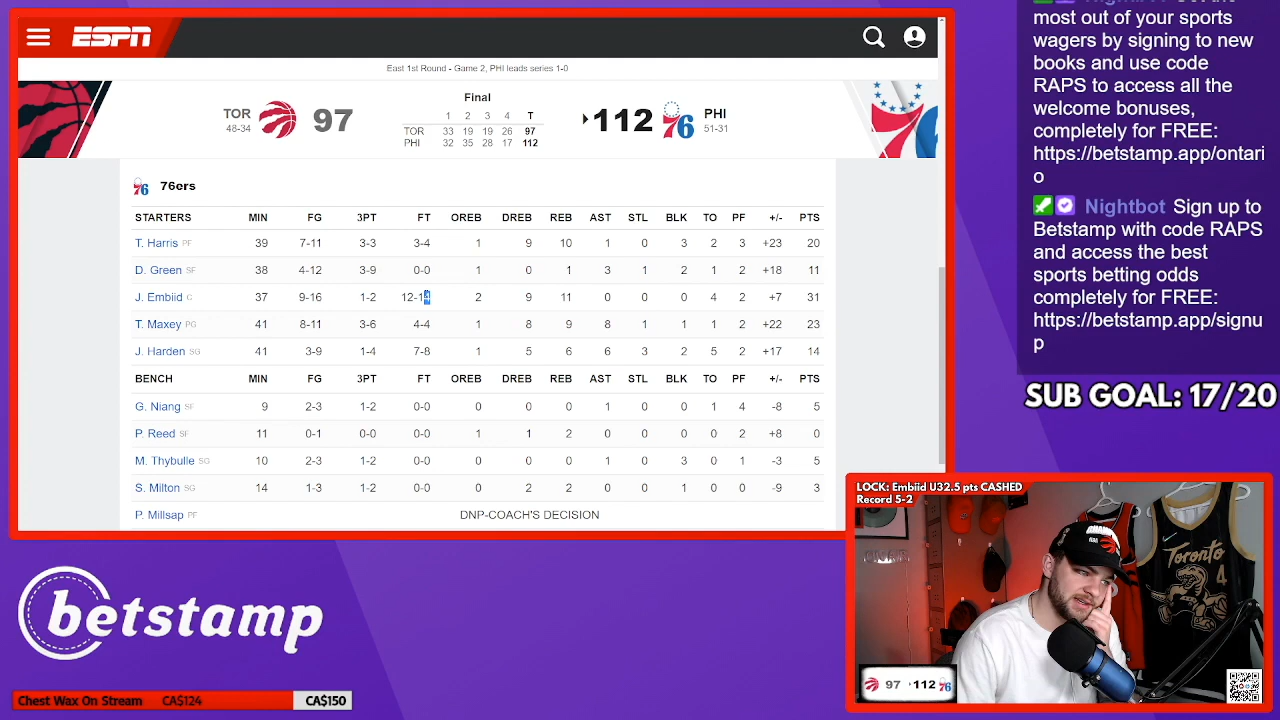 ESPN
East 1st Round - Game 2, PHI leads series 1-0
TOR
48-34
97
Final
1 2 3 4 T
TOR 33 19 19 26 97
PHI 32 35 28 17 112
112
76
PHI
51-31
76 76ers
STARTERS MIN FG 3PT FT OREB DREB REB AST STL BLK TO PF +/- PTS
T. Harris PF 39 7-11 3-3 3-4 1 9 10 1 0 3 2 3 +23 20
D. Green SF 38 4-12 3-9 0-0 1 0 1 3 1 2 1 2 +18 11
J. Embiid C 37 9-16 1-2 12-14 2 9 11 0 0 0 4 2 +7 31
T. Maxey PG 41 8-11 3-6 4-4 1 8 9 8 1 1 1 2 +22 23
J. Harden SG 41 3-9 1-4 7-8 1 5 6 6 3 2 5 2 +17 14
BENCH MIN FG 3PT FT OREB DREB REB AST STL BLK TO PF +/- PTS
G. Niang SF 9 2-3 1-2 0-0 0 0 0 1 0 0 1 4 -8 5
P. Reed SF 11 0-1 0-0 0-0 1 1 2 0 0 0 0 2 +8 0
M. Thybulle SG 10 2-3 1-2 0-0 0 0 0 1 0 3 0 1 -3 5
S. Milton SG 14 1-3 1-2 0-0 0 2 2 0 0 1 0 0 -9 3
P. Millsap PF DNP-COACH'S DECISION
most out of your sports
wagers by signing to new
books and use code
RAPS to access all the
welcome bonuses,
completely for FREE:
https://betstamp.app/ontari
o
Nightbot Sign up to
Betstamp with code RAPS
and access the best
sports betting odds
completely for FREE:
https://betstamp.app/signu
p
SUB GOAL: 17/20
LOCK: Embiid U32.5 pts CASHED
Record 5-2
Toronto
4
97 112 76
betstamp
Chest Wax On Stream CA$124 CA$150